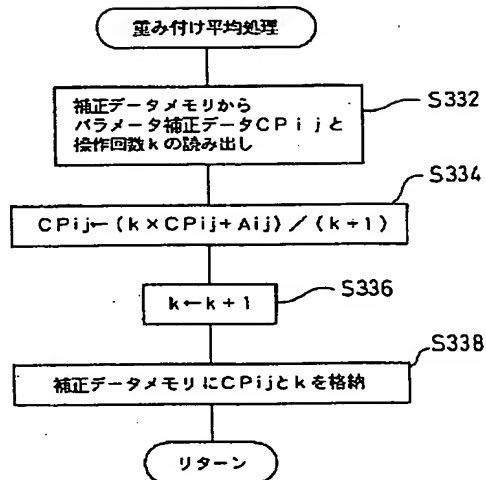 重み付け平均処理
補正データメモリから
パラメータ補正データCPijと
操作回数kの読み出し
S332
S334
CPij←(k×CPij+Aij)/(k+1)
k←k+1
S336
S338
補正データメモリにCPijとkを格納
リターン